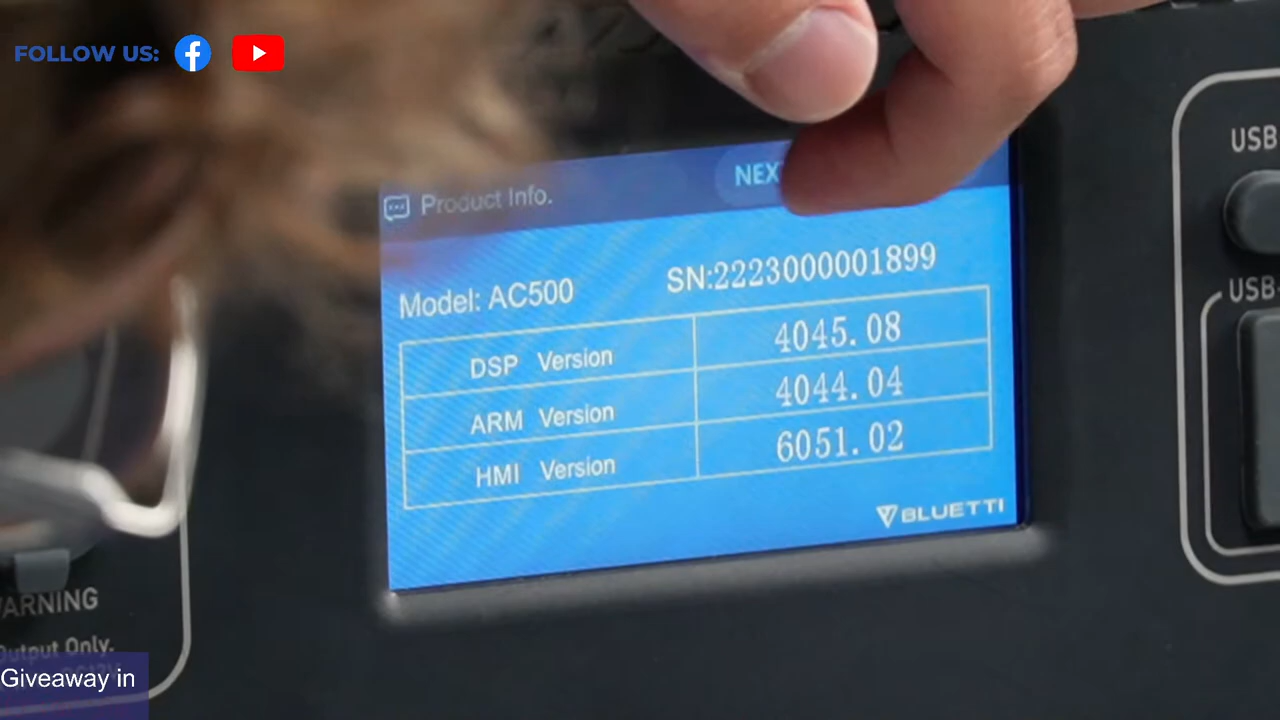 FOLLOW US:
Product Info.
NEX
Model: AC500 SN:2223000001899
DSP Version 4045.08
ARM Version 4044.04
HMI Version 6051.02
BLUETTI
USB
USB-
WARNING
Output Only.
Giveaway in